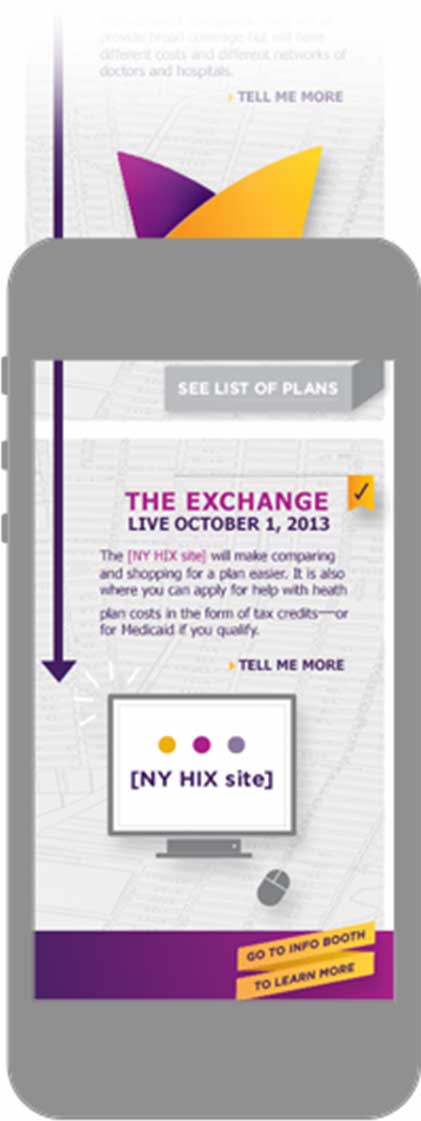 provide broad coverage, but will have
different costs and different networks of
doctors and hospitals.
TELL ME MORE
SEE LIST OF PLANS
THE EXCHANGE
LIVE OCTOBER 1, 2013
The [NY HIX site] will make comparing
and shopping for a plan easier. It is also
where you can apply for help with heath
plan costs in the form of tax credits—or
for Medicaid if you qualify.
TELL ME MORE
[NY HIX site]
GO TO INFO BOOTH
TO LEARN MORE